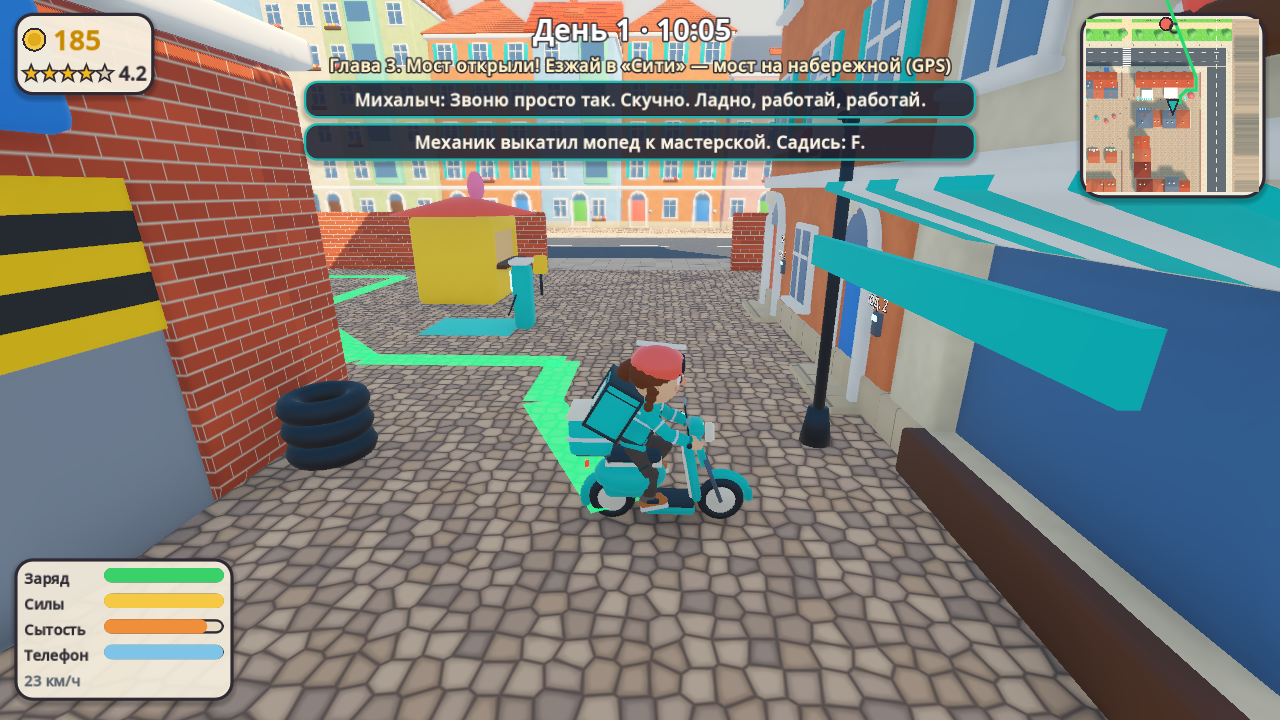 185
4.2
День 1 · 10:05
Глава 3. Мост открыли! Езжай в «Сити» — мост на набережной (GPS)
Михалыч: Звоню просто так. Скучно. Ладно, работай, работай.
Механик выкатил мопед к мастерской. Садись: F.
Заряд
Силы
Сытость
Телефон
23 км/ч